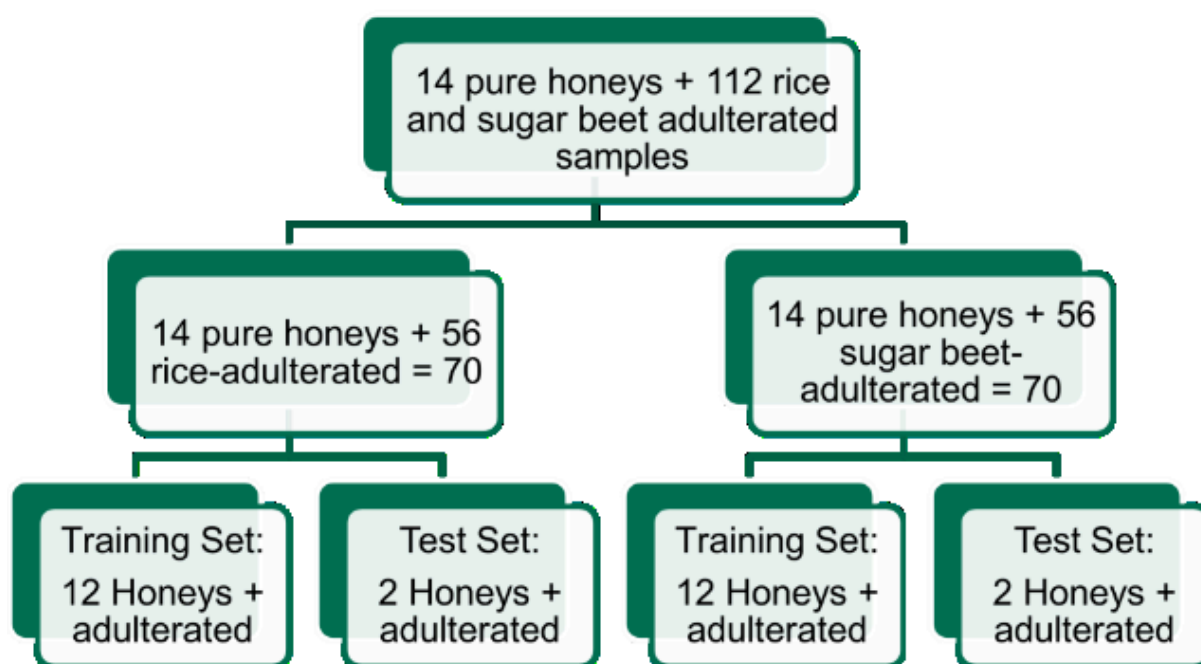 14 pure honeys + 112 rice
and sugar beet adulterated
samples
14 pure honeys + 56
rice-adulterated = 70
14 pure honeys + 56
sugar beet-
adulterated = 70
Training Set:
12 Honeys +
adulterated
Test Set:
2 Honeys +
adulterated
Training Set:
12 Honeys +
adulterated
Test Set:
2 Honeys +
adulterated